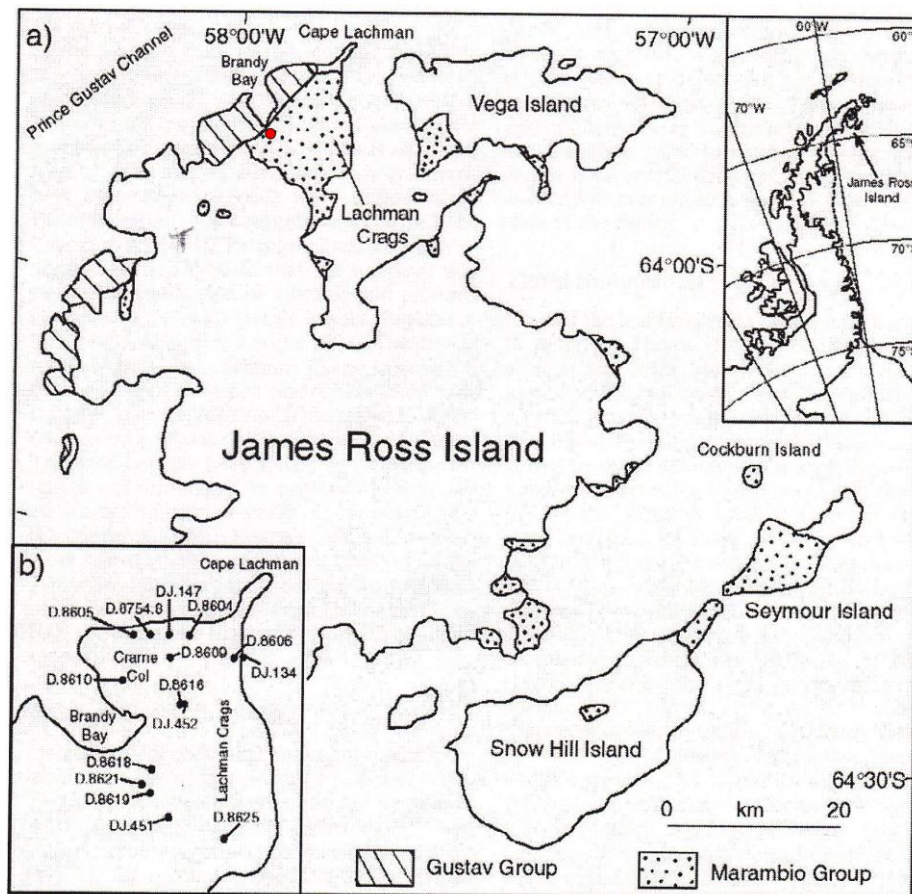 a)
58°00'W
Cape Lachman
57°00'W
60°W
60°
Prince Gustav Channel
Brandy
Bay
Vega Island
70°W
65°
James Ross
Island
Lachman
Crags
64°00'S
70°
75°
James Ross Island
Cockburn Island
Seymour Island
Snow Hill Island
64°30'S
0 km 20
Gustav Group
Marambio Group
b)
Cape Lachman
DJ.147
D.8605
D.8754.8
D.8604
D.8609
D.8606
DJ.134
Crame
Col
D.8610
D.8616
DJ.452
Brandy
Bay
Lachman Crags
D.8618
D.8621
D.8619
DJ.451
D.8625